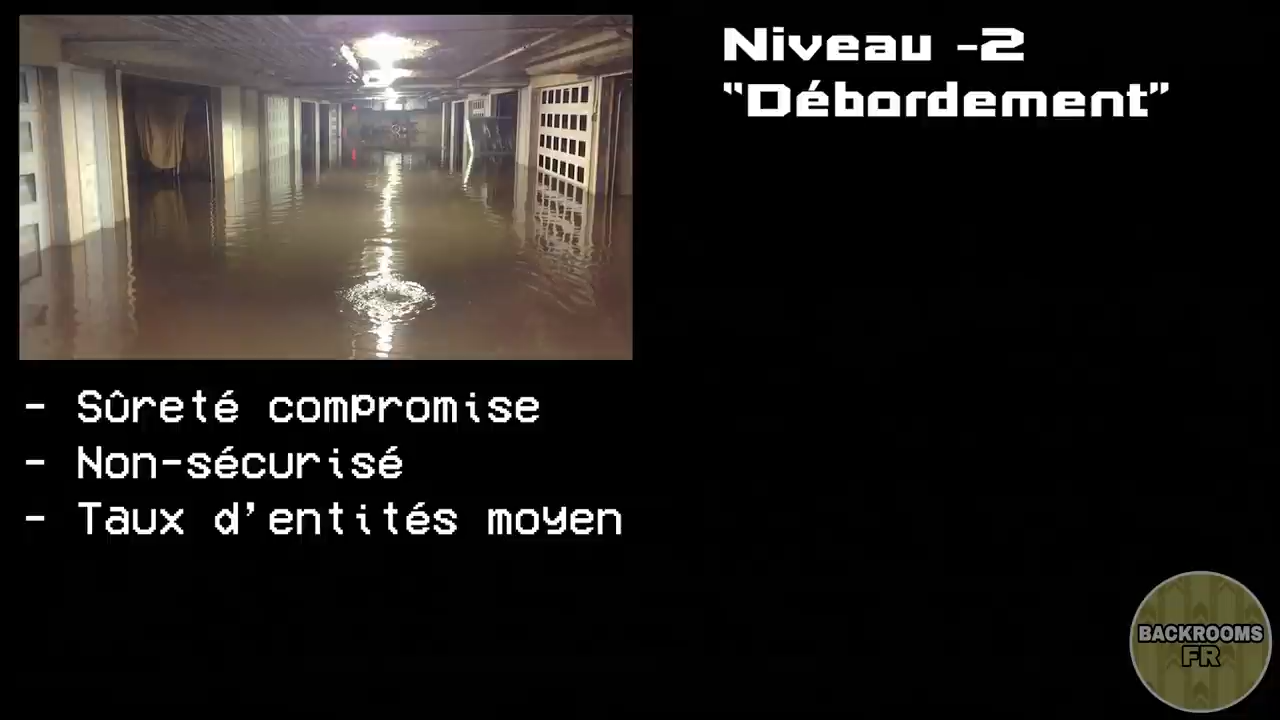 Niveau -2
“Débordement”
- Sûreté compromise
- Non-sécurisé
- Taux d’entités moyen
BACKROOMS
FR